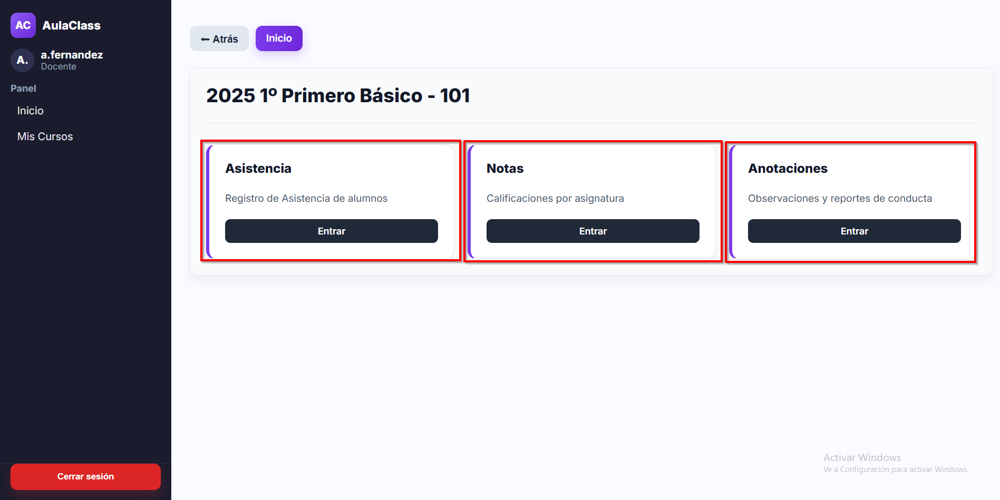 AC AulaClass
A. a.fernandez
Docente
Panel
Inicio
Mis Cursos
Cerrar sesión
← Atrás
Inicio
2025 1º Primero Básico - 101
Asistencia
Registro de Asistencia de alumnos
Entrar
Notas
Calificaciones por asignatura
Entrar
Anotaciones
Observaciones y reportes de conducta
Entrar
Activar Windows
Ve a Configuración para activar Windows.